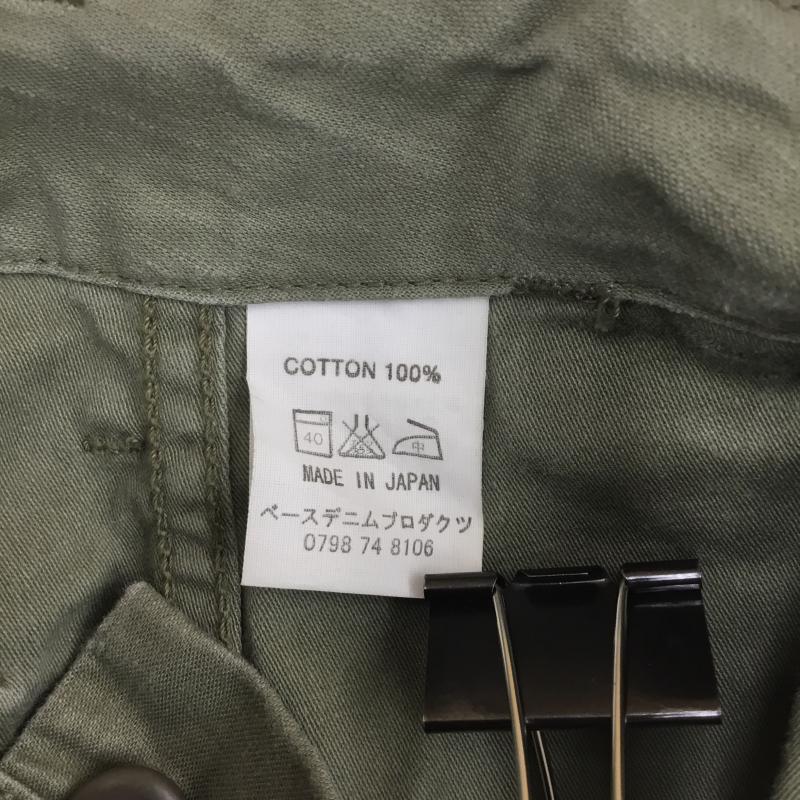 COTTON 100%
40 中
MADE IN JAPAN
ベースデニムプロダクツ
0798 74 8106